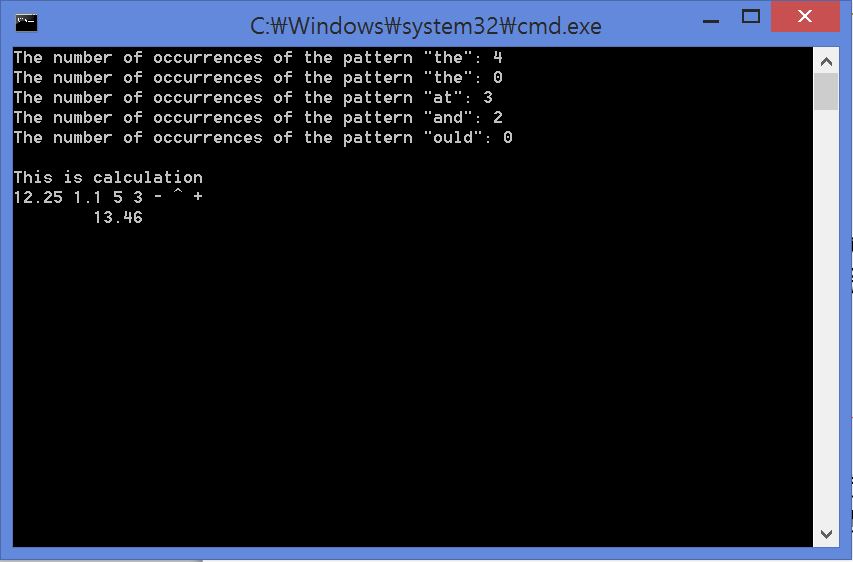 C:₩Windows₩system32₩cmd.exe
The number of occurrences of the pattern "the": 4
The number of occurrences of the pattern "the": 0
The number of occurrences of the pattern "at": 3
The number of occurrences of the pattern "and": 2
The number of occurrences of the pattern "ould": 0
This is calculation
12.25 1.1 5 3 - ^ +
13.46